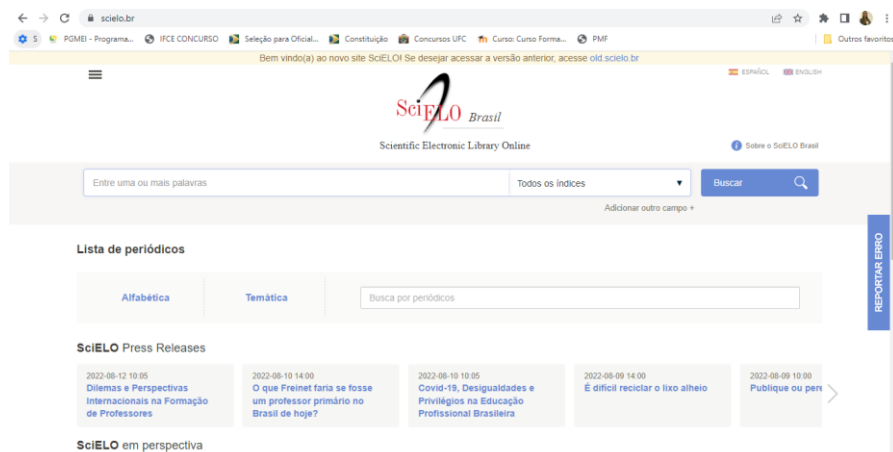 scielo.br
S
PGMEI - Programa...
IFCE CONCURSO
Seleção para Oficial...
Constituição
Concursos UFC
Curso: Curso Forma...
PMF
Outros favoritos
Bem vindo(a) ao novo site SciELO! Se desejar acessar a versão anterior, acesse old.scielo.br
ESPAÑOL
ENGLISH
SciELO Brasil
Scientific Electronic Library Online
Sobre o SciELO Brasil
Entre uma ou mais palavras
Todos os índices
Buscar
Adicionar outro campo +
REPORTAR ERRO
Lista de periódicos
Alfabética
Temática
Busca por periódicos
SciELO Press Releases
2022-08-12 10:05
Dilemas e Perspectivas
Internacionais na Formação
de Professores
2022-08-10 14:00
O que Freinet faria se fosse
um professor primário no
Brasil de hoje?
2022-08-10 10:05
Covid-19, Desigualdades e
Privilégios na Educação
Profissional Brasileira
2022-08-09 14:00
É difícil reciclar o lixo alheio
2022-08-09 10:00
Publique ou pere
SciELO em perspectiva